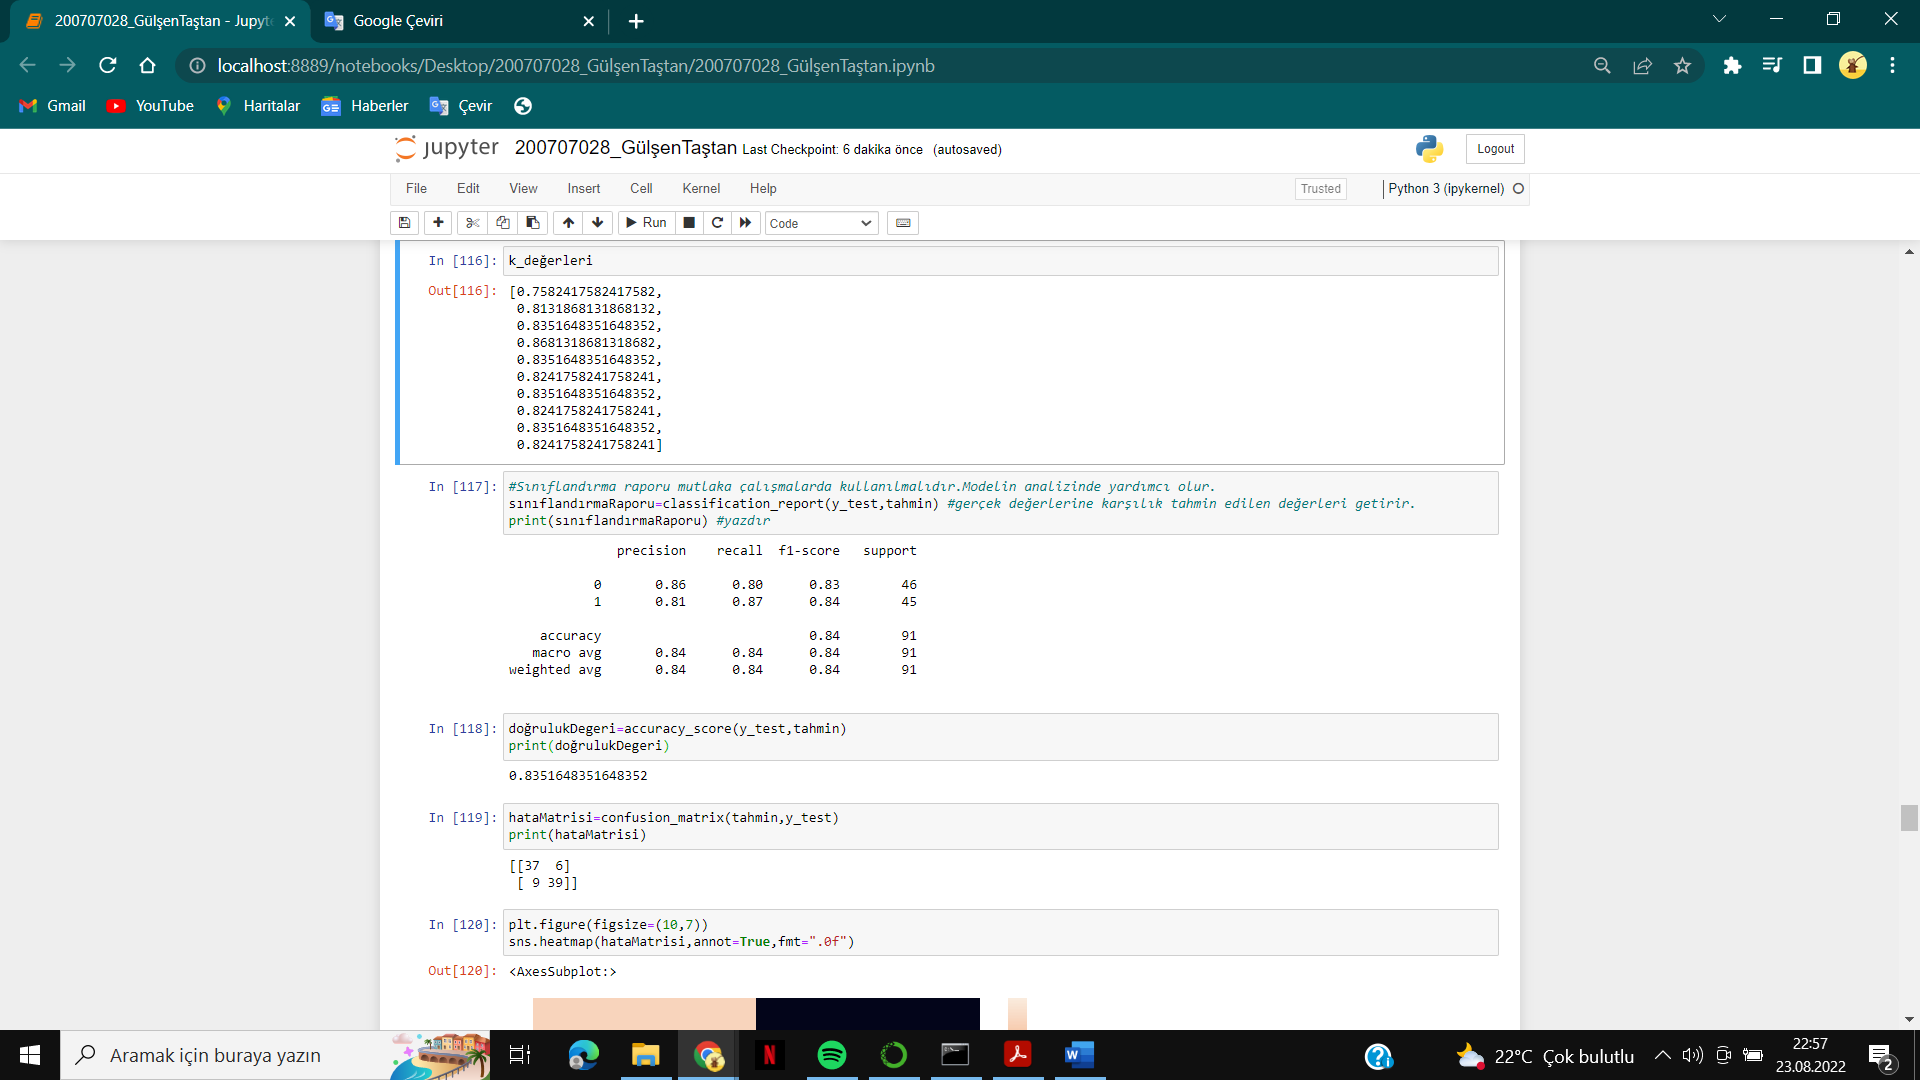 200707028_GülşenTaştan - Jupyte
Google Çeviri
localhost:8889/notebooks/Desktop/200707028_GülşenTaştan/200707028_GülşenTaştan.ipynb
Gmail YouTube Haritalar Haberler Çevir
jupyter 200707028_GülşenTaştan Last Checkpoint: 6 dakika önce (autosaved) Logout
File Edit View Insert Cell Kernel Help Trusted Python 3 (ipykernel)
Run Code
In [116]: k_değerleri
Out[116]: [0.7582417582417582,
0.8131868131868132,
0.8351648351648352,
0.8681318681318682,
0.8351648351648352,
0.8241758241758241,
0.8351648351648352,
0.8241758241758241,
0.8351648351648352,
0.8241758241758241]
In [117]: #Sınıflandırma raporu mutlaka çalışmalarda kullanılmalıdır.Modelin analizinde yardımcı olur.
sınıflandırmaRaporu=classification_report(y_test,tahmin) #gerçek değerlerine karşılık tahmin edilen değerleri getirir.
print(sınıflandırmaRaporu) #yazdır
precision recall f1-score support
0 0.86 0.80 0.83 46
1 0.81 0.87 0.84 45
accuracy 0.84 91
macro avg 0.84 0.84 0.84 91
weighted avg 0.84 0.84 0.84 91
In [118]: doğrulukDegeri=accuracy_score(y_test,tahmin)
print(doğrulukDegeri)
0.8351648351648352
In [119]: hataMatrisi=confusion_matrix(tahmin,y_test)
print(hataMatrisi)
[[37 6]
[ 9 39]]
In [120]: plt.figure(figsize=(10,7))
sns.heatmap(hataMatrisi,annot=True,fmt=".0f")
Out[120]: <AxesSubplot:>
Aramak için buraya yazın
22°C Çok bulutlu
22:57
23.08.2022
2